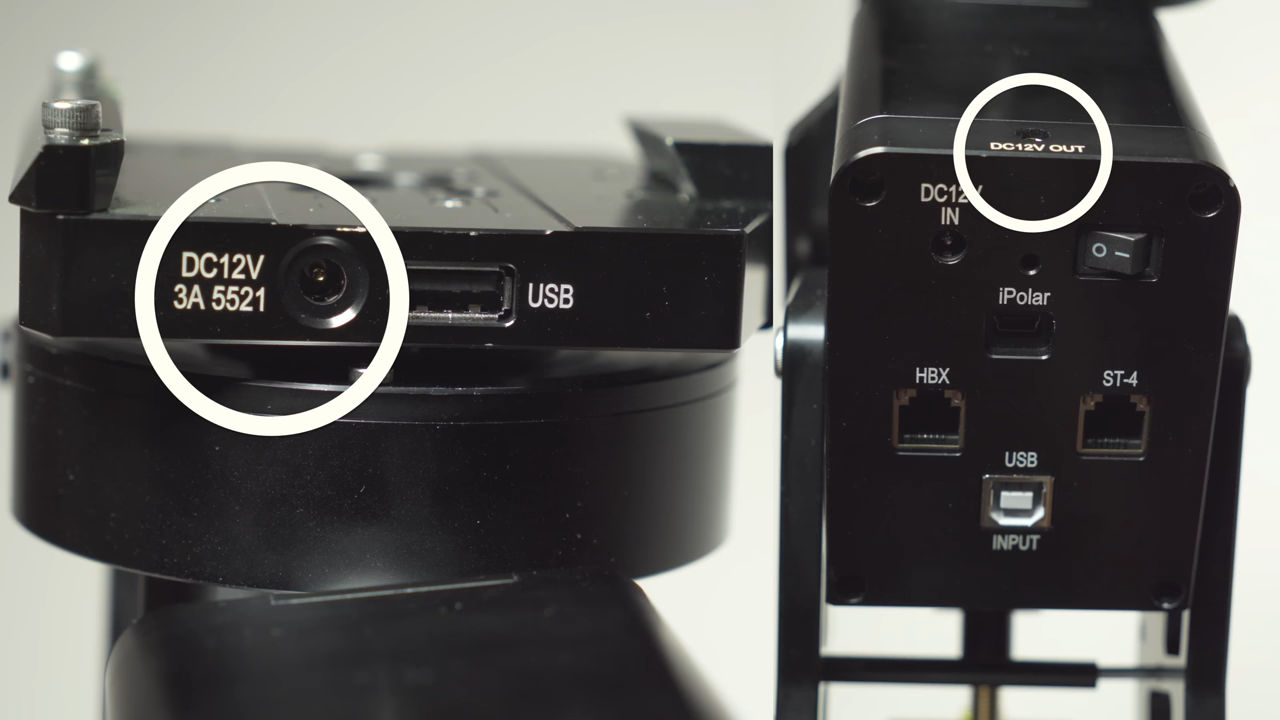 DC12V
3A 5521
USB
DC12V OUT
DC12V
IN
O —
iPolar
HBX
ST-4
USB
INPUT